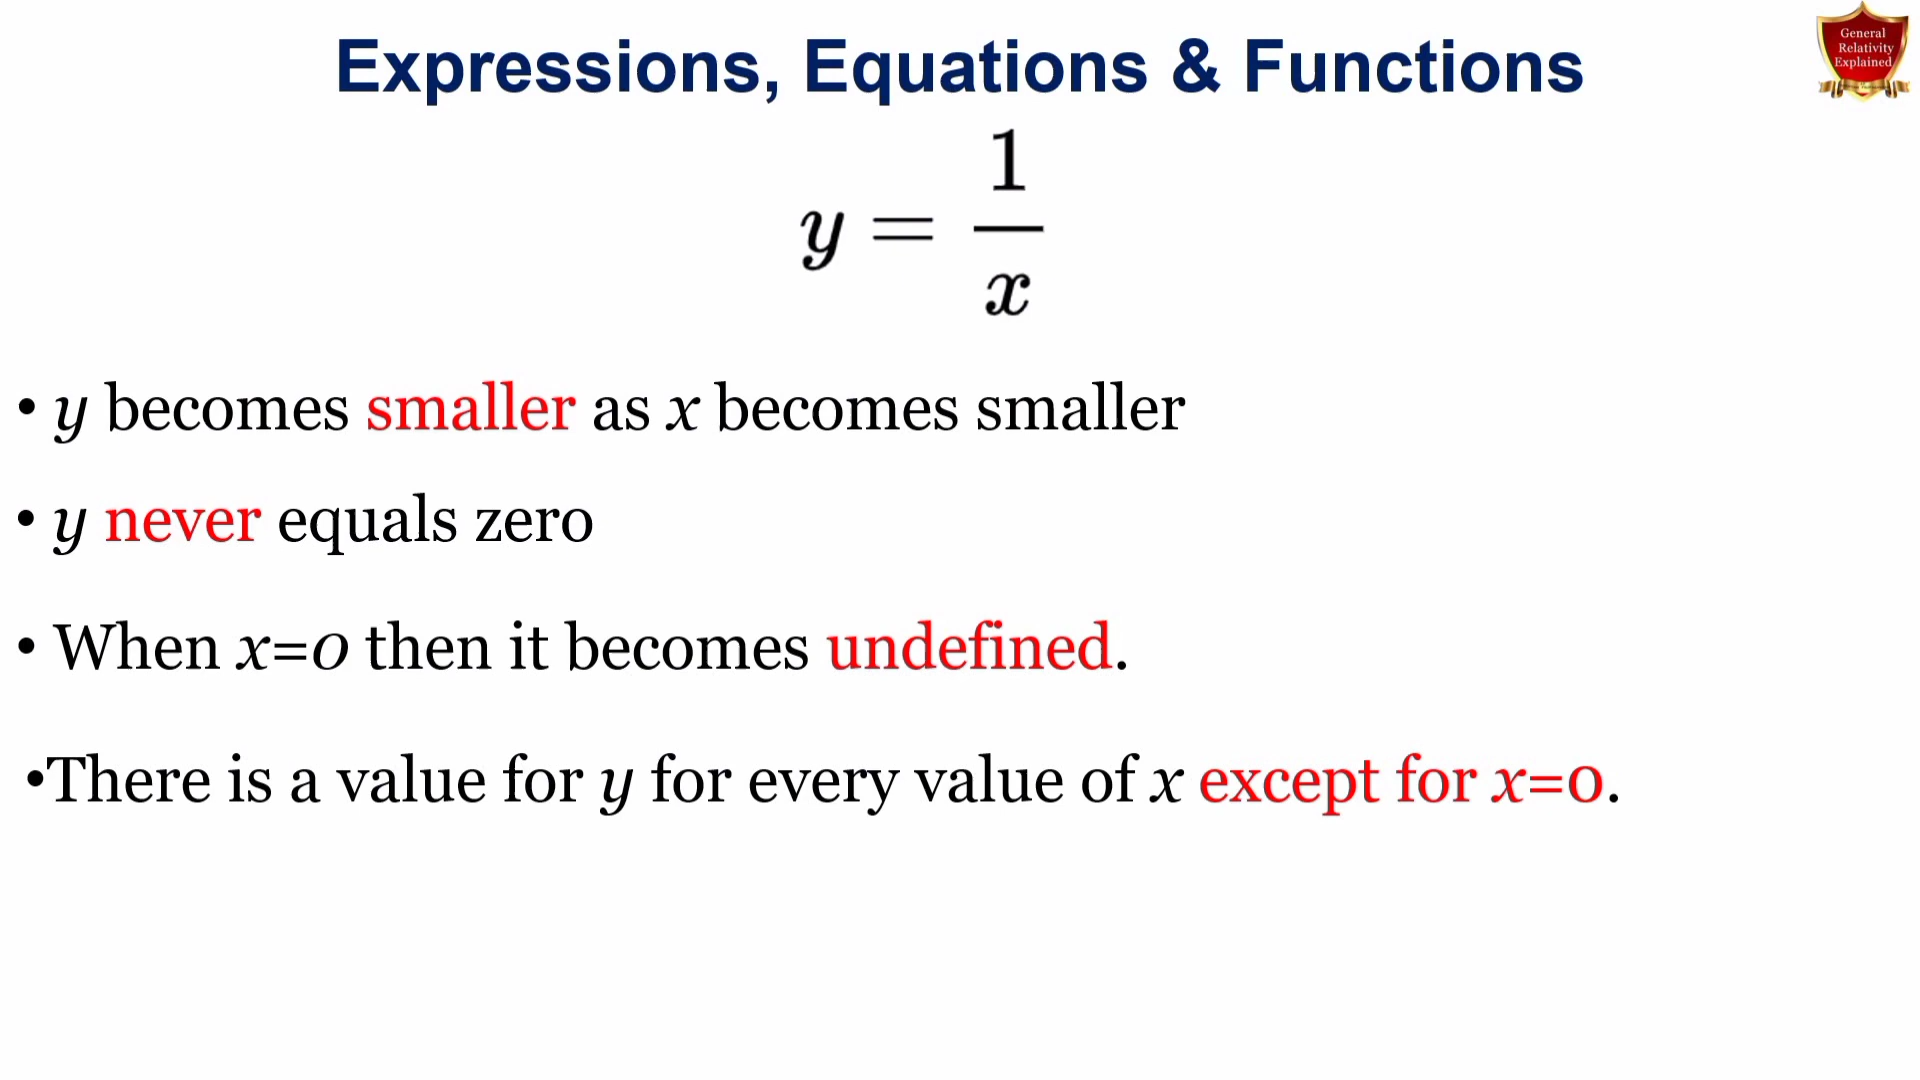 Expressions, Equations & Functions
General
Relativity
Explained
y = 1/x
• y becomes smaller as x becomes smaller
• y never equals zero
• When x=0 then it becomes undefined.
•There is a value for y for every value of x except for x=0.